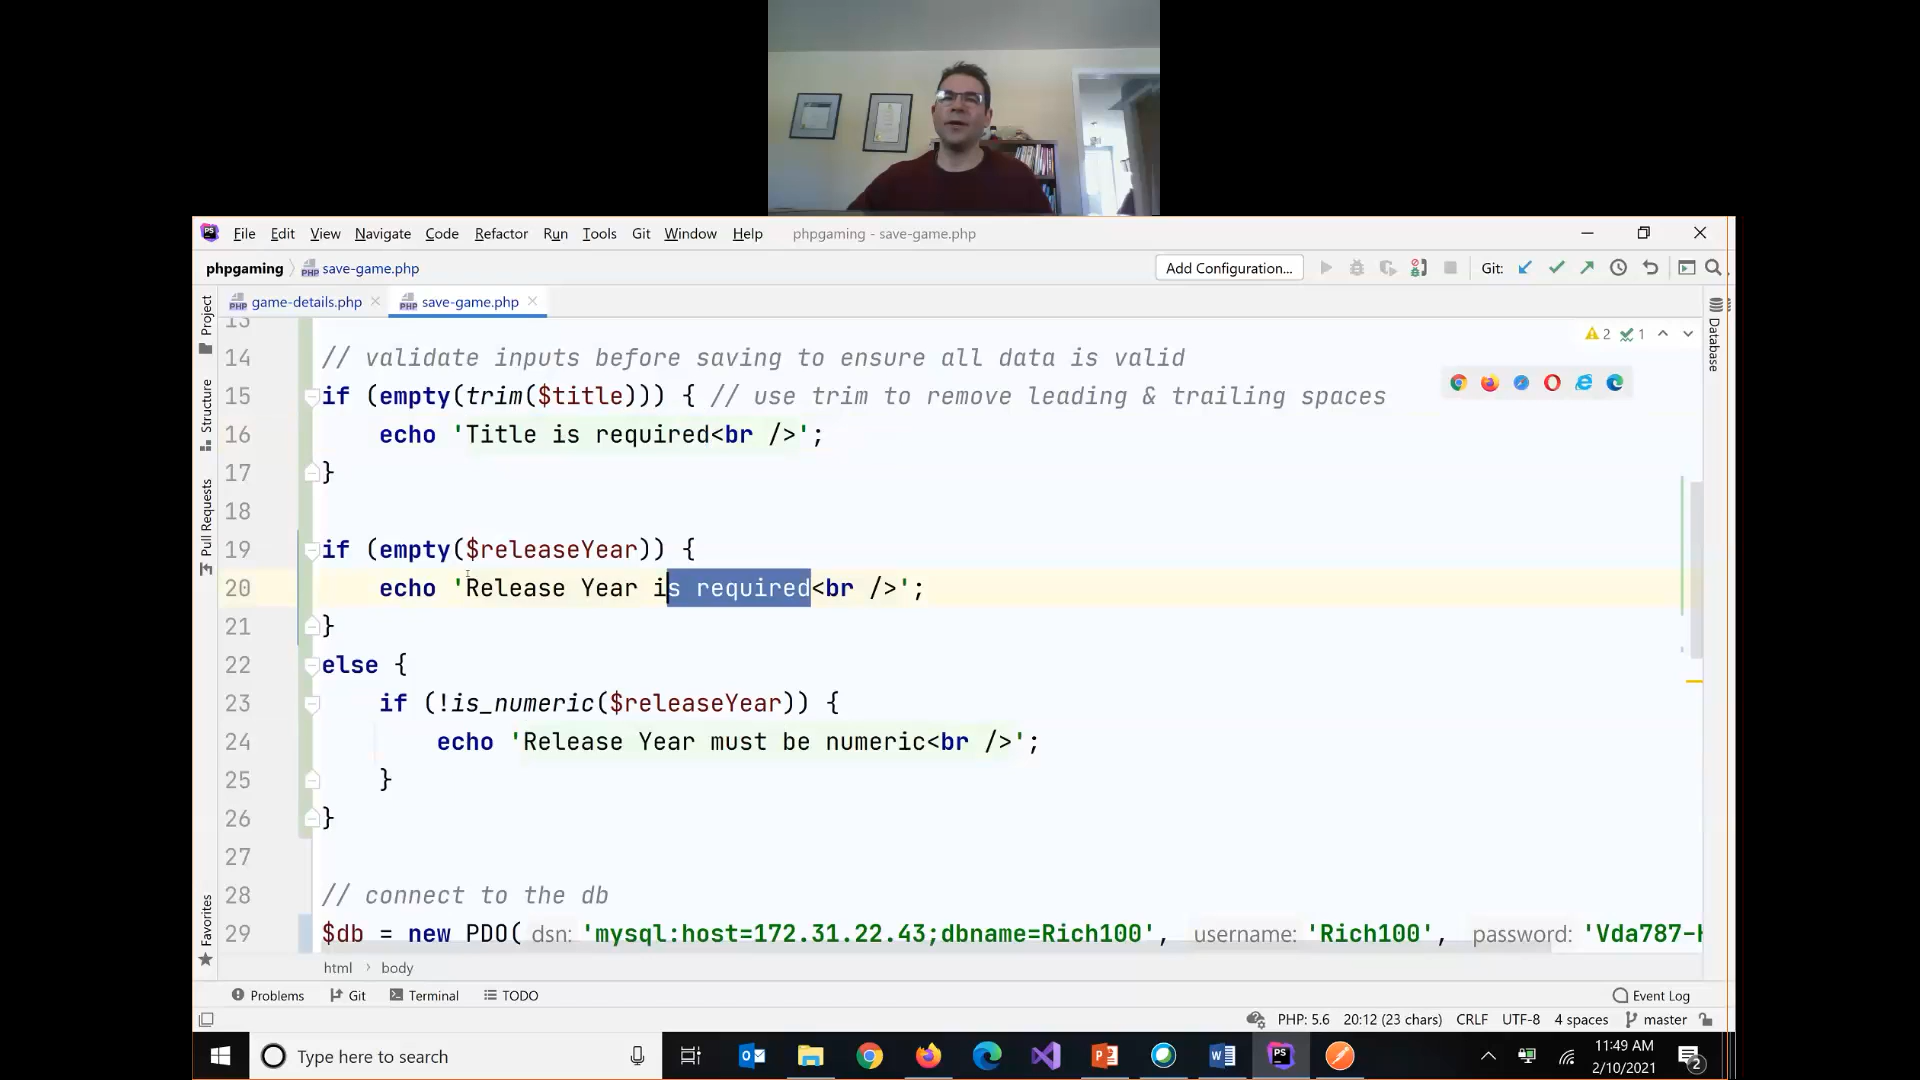 File Edit View Navigate Code Refactor Run Tools Git Window Help phpgaming - save-game.php
phpgaming save-game.php Add Configuration... Git:
game-details.php save-game.php
Project
Structure
Pull Requests
Favorites
Database
2 1
13
14 // validate inputs before saving to ensure all data is valid
15 if (empty(trim($title))) { // use trim to remove leading & trailing spaces
16 echo 'Title is required<br />';
17 }
18
19 if (empty($releaseYear)) {
20 echo 'Release Year is required<br />';
21 }
22 else {
23 if (!is_numeric($releaseYear)) {
24 echo 'Release Year must be numeric<br />';
25 }
26 }
27
28 // connect to the db
29 $db = new PDO( dsn: 'mysql:host=172.31.22.43;dbname=Rich100', username: 'Rich100', password: 'Vda787-
html body
Problems Git Terminal TODO Event Log
PHP: 5.6 20:12 (23 chars) CRLF UTF-8 4 spaces master
Type here to search
11:49 AM
2/10/2021
2